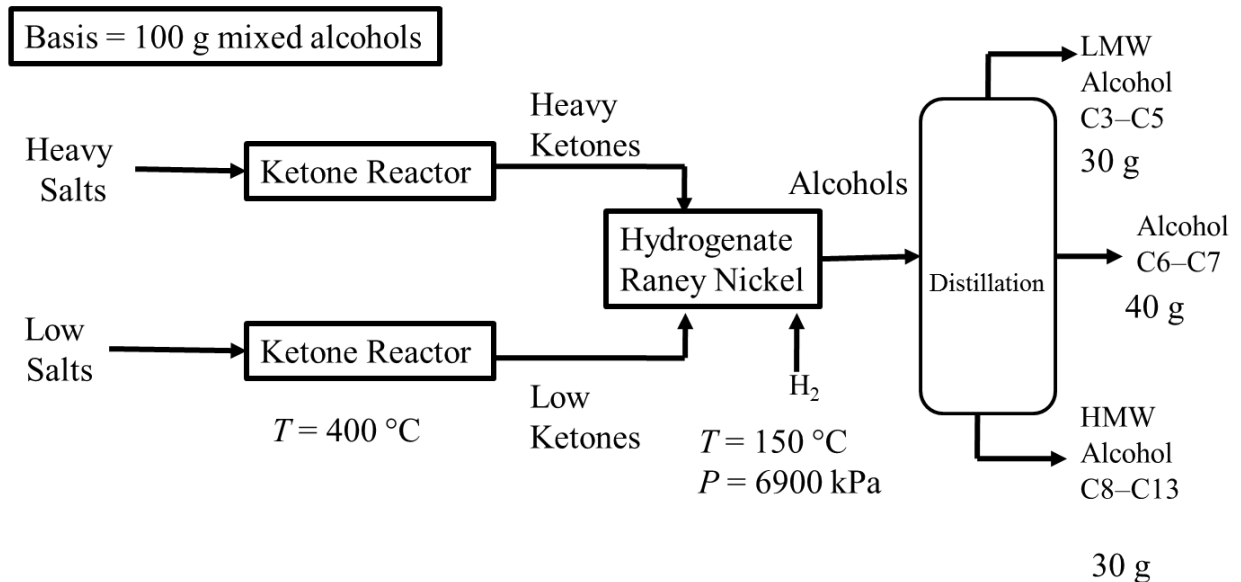 Basis = 100 g mixed alcohols
Heavy
Salts
Ketone Reactor
Heavy
Ketones
Low
Salts
Ketone Reactor
Low
Ketones
T = 400 °C
Hydrogenate
Raney Nickel
H₂
T = 150 °C
P = 6900 kPa
Alcohols
Distillation
LMW
Alcohol
C3–C5
30 g
Alcohol
C6–C7
40 g
HMW
Alcohol
C8–C13
30 g